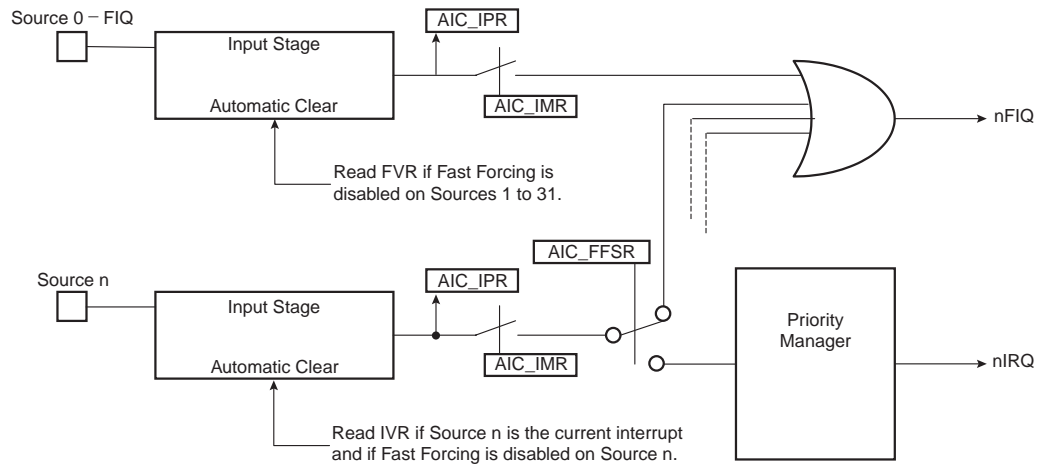 Source 0 – FIQ
AIC_IPR
Input Stage
Automatic Clear
AIC_IMR
nFIQ
Read FVR if Fast Forcing is
disabled on Sources 1 to 31.
AIC_FFSR
Source n
AIC_IPR
Input Stage
Priority
Manager
Automatic Clear
AIC_IMR
nIRQ
Read IVR if Source n is the current interrupt
and if Fast Forcing is disabled on Source n.